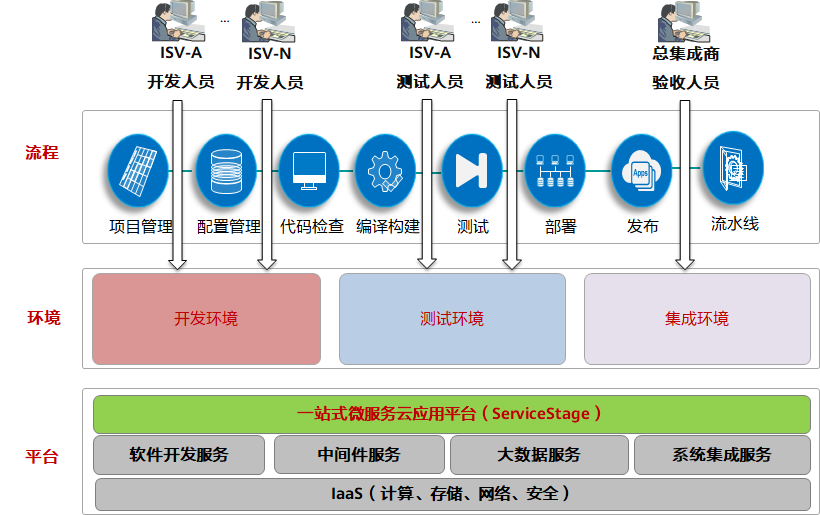 ... ...
ISV-A ISV-N ISV-A ISV-N 总集成商
开发人员 开发人员 测试人员 测试人员 验收人员
流程
Apps
项目管理 配置管理 代码检查 编译构建 测试 部署 发布 流水线
环境
开发环境 测试环境 集成环境
一站式微服务云应用平台（ServiceStage）
平台
软件开发服务 中间件服务 大数据服务 系统集成服务
IaaS（计算、存储、网络、安全）